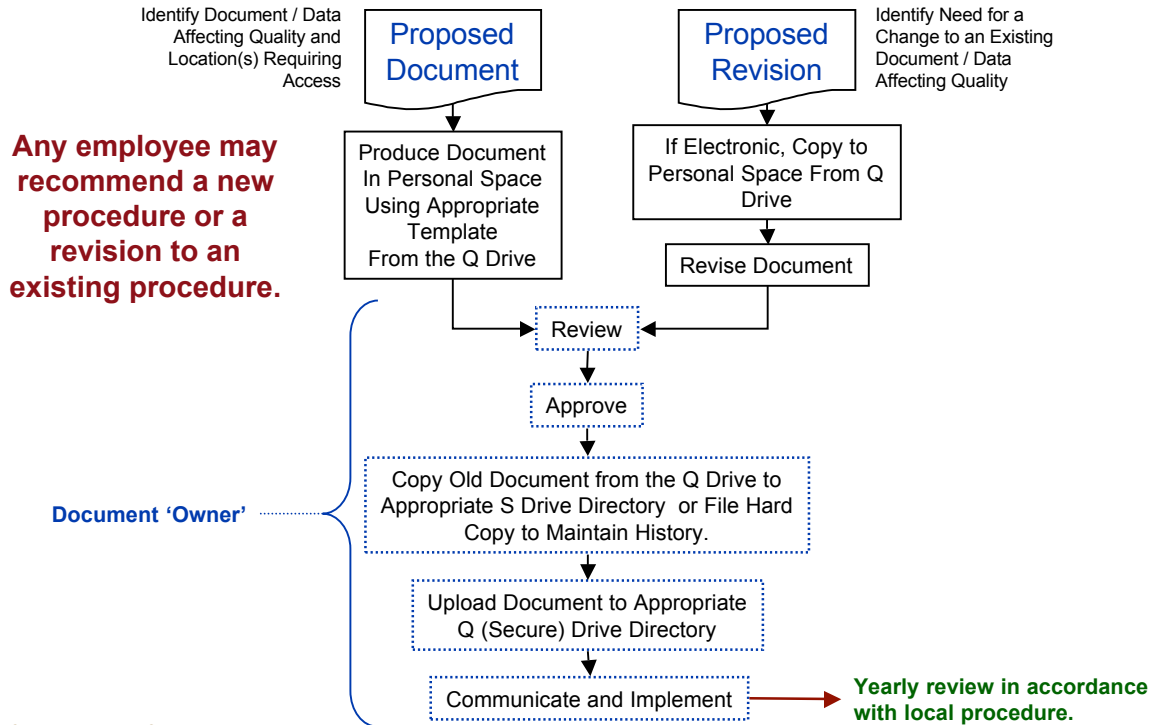 Identify Document / Data
Affecting Quality and
Location(s) Requiring
Access
Proposed
Document
Proposed
Revision
Identify Need for a
Change to an Existing
Document / Data
Affecting Quality
Any employee may
recommend a new
procedure or a
revision to an
existing procedure.
Produce Document
In Personal Space
Using Appropriate
Template
From the Q Drive
If Electronic, Copy to
Personal Space From Q
Drive
Revise Document
Review
Approve
Copy Old Document from the Q Drive to
Appropriate S Drive Directory or File Hard
Copy to Maintain History.
Document ‘Owner’
Upload Document to Appropriate
Q (Secure) Drive Directory
Communicate and Implement
Yearly review in accordance
with local procedure.